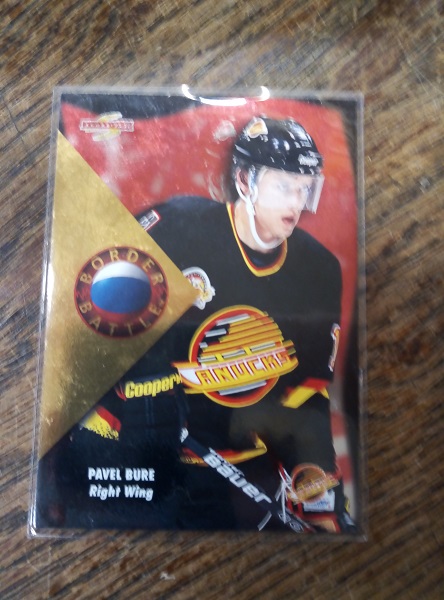 BORDER
BATTLE
CANUCKS
Cooper
BAUER
PAVEL BURE
Right Wing